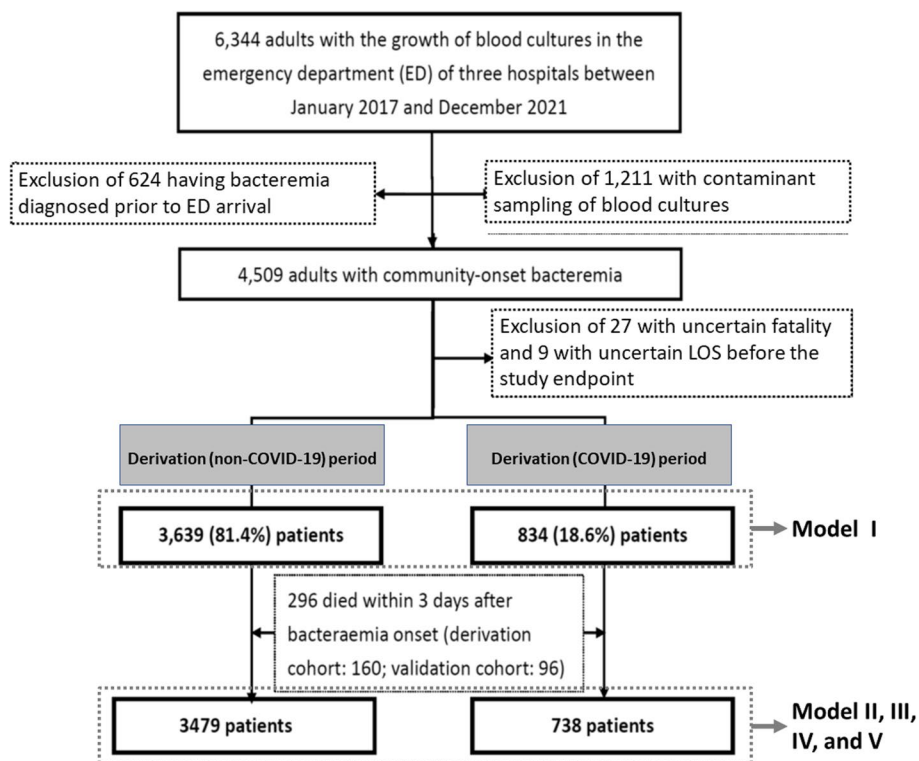 6,344 adults with the growth of blood cultures in the
emergency department (ED) of three hospitals between
January 2017 and December 2021
Exclusion of 624 having bacteremia
diagnosed prior to ED arrival
Exclusion of 1,211 with contaminant
sampling of blood cultures
4,509 adults with community-onset bacteremia
Exclusion of 27 with uncertain fatality
and 9 with uncertain LOS before the
study endpoint
Derivation (non-COVID-19) period
Derivation (COVID-19) period
3,639 (81.4%) patients
834 (18.6%) patients
Model I
296 died within 3 days after
bacteraemia onset (derivation
cohort: 160; validation cohort: 96)
3479 patients
738 patients
Model II, III,
IV, and V